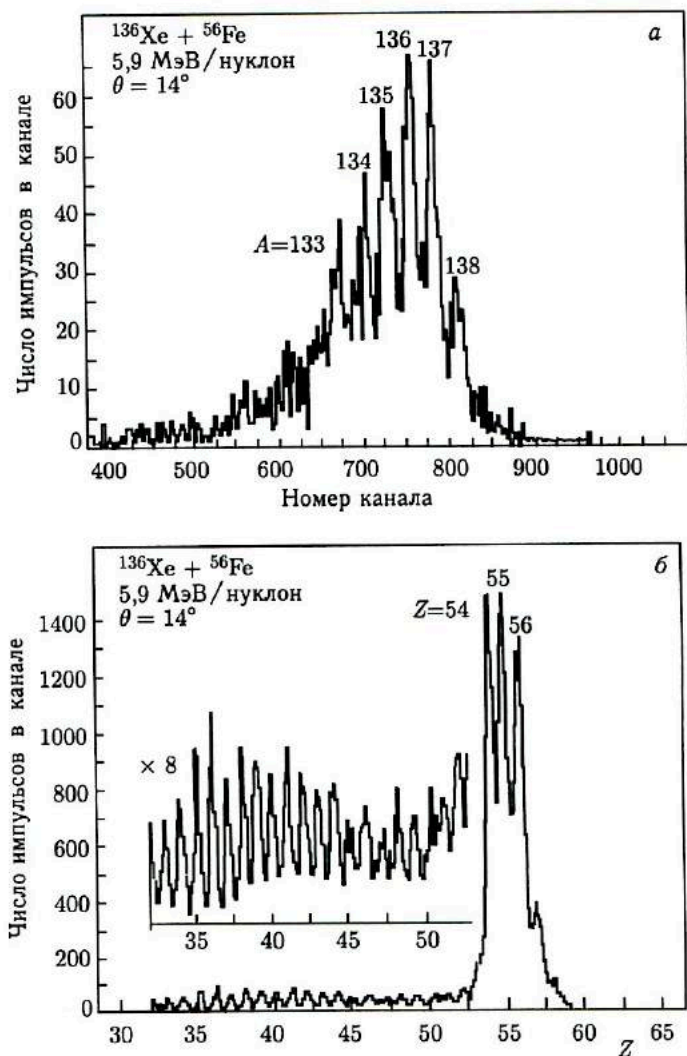 ¹³⁶Xe + ⁵⁶Fe
5,9 МэВ/нуклон
θ = 14°
а
136 137
135
134
A=133
138
60
50
40
30
20
10
0
Число импульсов в канале
400 500 600 700 800 900 1000
Номер канала
¹³⁶Xe + ⁵⁶Fe
5,9 МэВ/нуклон
θ = 14°
б
55
Z=54
56
× 8
1400
1200
1000
800
600
400
200
0
Число импульсов в канале
35 40 45 50
30 35 40 45 50 55 60 65
Z